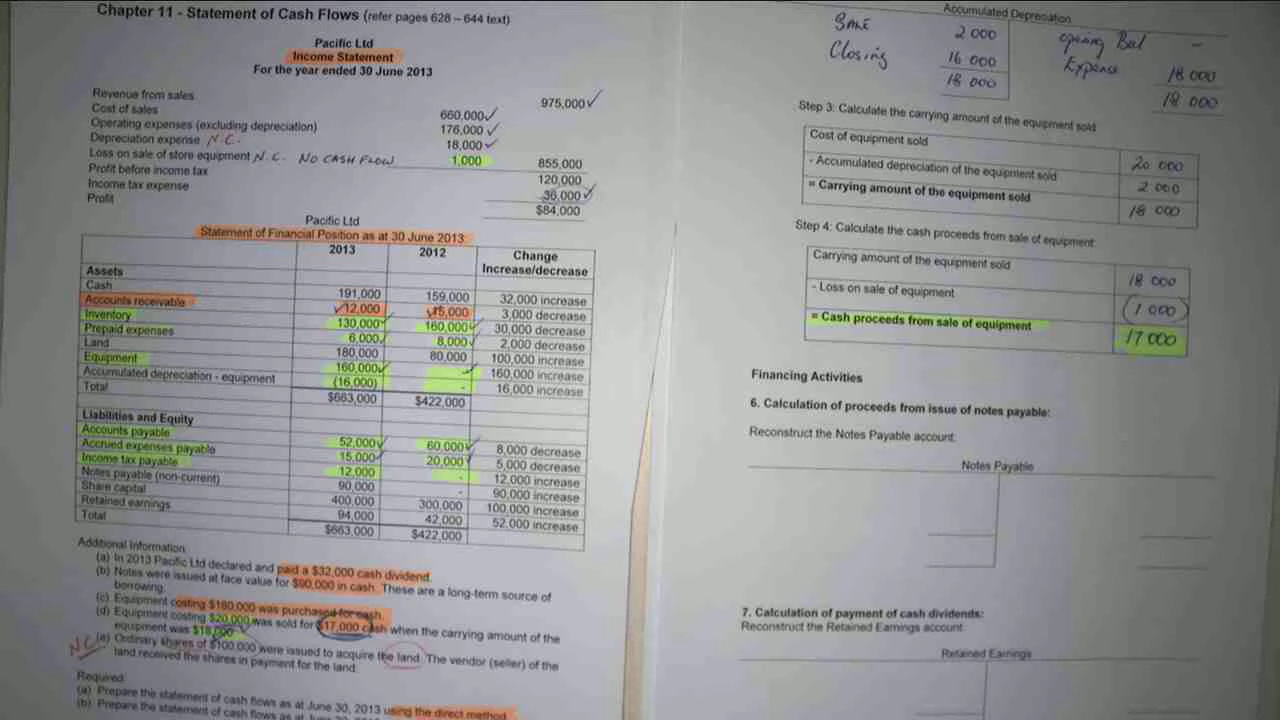 Chapter 11 - Statement of Cash Flows (refer pages 628 – 644 text)
Pacific Ltd
Income Statement
For the year ended 30 June 2013
Revenue from sales 975,000 ✓
Cost of sales 660,000 ✓
Operating expenses (excluding depreciation) 176,000 ✓
Depreciation expense N.C. 18,000 ✓
Loss on sale of store equipment N.C. NO CASH FLOW 1,000 855,000
Profit before income tax 120,000
Income tax expense 36,000 ✓
Profit $84,000
Pacific Ltd
Statement of Financial Position as at 30 June 2013
2013 2012 Change Increase/decrease
Assets
Cash 191,000 159,000 32,000 increase
Accounts receivable ✓12,000 ✓15,000 3,000 decrease
Inventory 130,000 ✓ 160,000 ✓ 30,000 decrease
Prepaid expenses 6,000 ✓ 8,000 ✓ 2,000 decrease
Land 180,000 80,000 100,000 increase
Equipment 160,000 ✓ - 160,000 increase
Accumulated depreciation - equipment (16,000) - 16,000 increase
Total $663,000 $422,000
Liabilities and Equity
Accounts payable 52,000 ✓ 60,000 ✓ 8,000 decrease
Accrued expenses payable 15,000 ✓ 20,000 ✓ 5,000 decrease
Income tax payable 12,000 - 12,000 increase
Notes payable (non-current) 90,000 - 90,000 increase
Share capital 400,000 300,000 100,000 increase
Retained earnings 94,000 42,000 52,000 increase
Total $663,000 $422,000
Additional Information
(a) In 2013 Pacific Ltd declared and paid a $32,000 cash dividend.
(b) Notes were issued at face value for $90,000 in cash. These are a long-term source of
borrowing.
(c) Equipment costing $180,000 was purchased for cash.
(d) Equipment costing $20,000 was sold for $17,000 cash when the carrying amount of the
equipment was $18,000
NC (e) Ordinary shares of $100,000 were issued to acquire the land. The vendor (seller) of the
land received the shares in payment for the land.
Required
(a) Prepare the statement of cash flows as at June 30, 2013 using the direct method
(b) Prepare the statement of cash flows as at June 30,
Accumulated Depreciation
SALE 2 000 opening Bal -
Closing 16 000 Expense 18 000
18 000 18 000
Step 3: Calculate the carrying amount of the equipment sold
Cost of equipment sold 20 000
- Accumulated depreciation of the equipment sold 2 000
= Carrying amount of the equipment sold 18 000
Step 4: Calculate the cash proceeds from sale of equipment:
Carrying amount of the equipment sold 18 000
- Loss on sale of equipment (1 000)
= Cash proceeds from sale of equipment 17 000
Financing Activities
6. Calculation of proceeds from issue of notes payable:
Reconstruct the Notes Payable account:
Notes Payable
7. Calculation of payment of cash dividends:
Reconstruct the Retained Earnings account
Retained Earnings